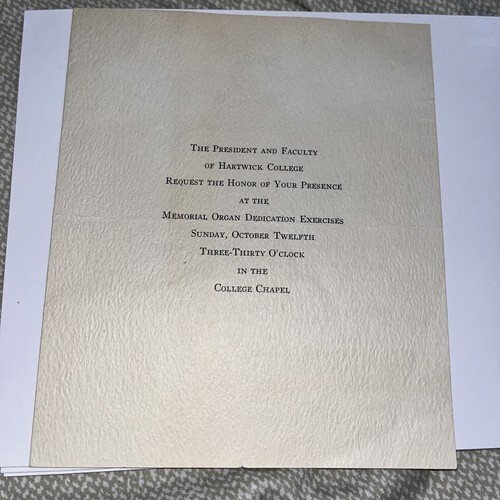 The President and Faculty
of Hartwick College
Request the Honor of Your Presence
at the
Memorial Organ Dedication Exercises
Sunday, October Twelfth
Three-Thirty O'clock
in the
College Chapel